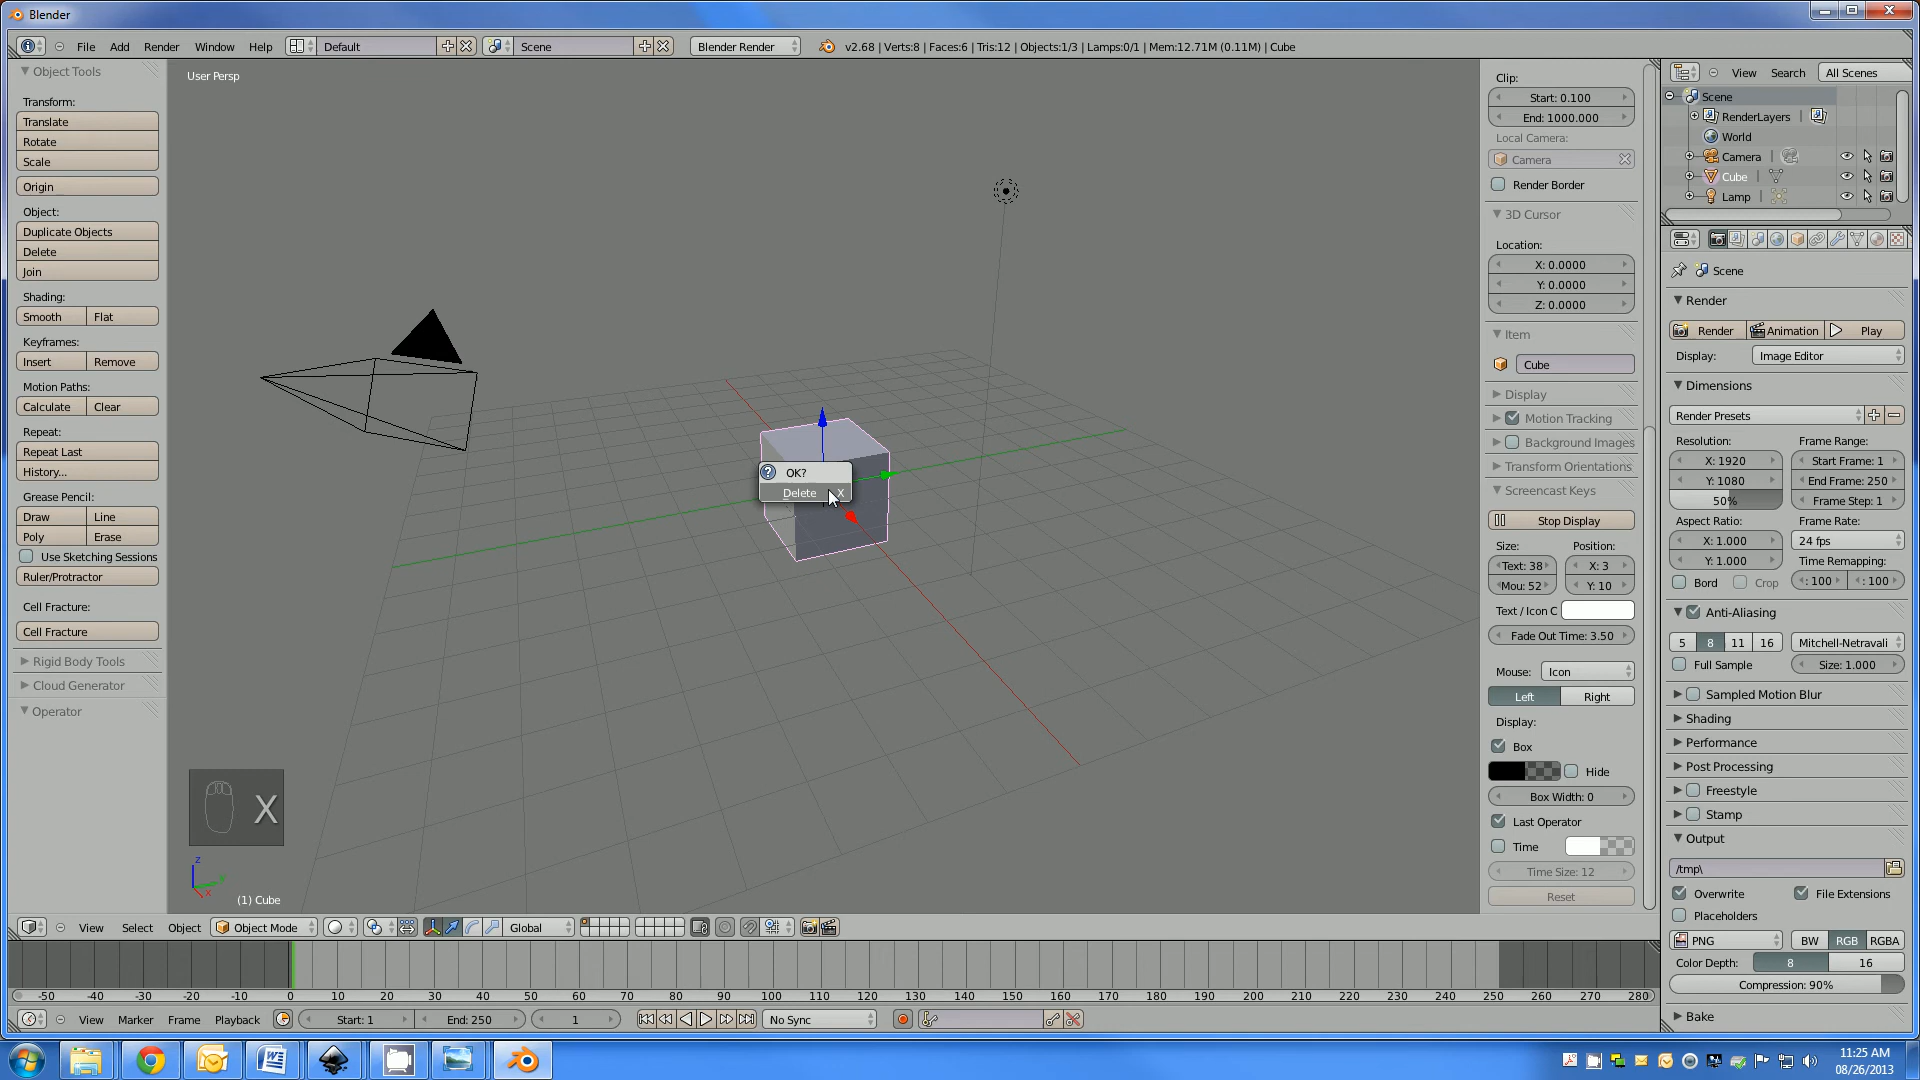 Blender
File Add Render Window Help Default Scene Blender Render v2.68 | Verts:8 | Faces:6 | Tris:12 | Objects:1/3 | Lamps:0/1 | Mem:12.71M (0.11M) | Cube
Object Tools
Transform:
Translate
Rotate
Scale
Origin
Object:
Duplicate Objects
Delete
Join
Shading:
Smooth Flat
Keyframes:
Insert Remove
Motion Paths:
Calculate Clear
Repeat:
Repeat Last
History...
Grease Pencil:
Draw Line
Poly Erase
Use Sketching Sessions
Ruler/Protractor
Cell Fracture:
Cell Fracture
Rigid Body Tools
Cloud Generator
Operator
User Persp
OK?
Delete X
X
z
y
x
(1) Cube
Clip:
Start: 0.100
End: 1000.000
Local Camera:
Camera
Render Border
3D Cursor
Location:
X: 0.0000
Y: 0.0000
Z: 0.0000
Item
Cube
Display
Motion Tracking
Background Images
Transform Orientations
Screencast Keys
Stop Display
Size: Position:
Text: 38 X: 3
Mou: 52 Y: 10
Text / Icon C
Fade Out Time: 3.50
Mouse: Icon
Left Right
Display:
Box
Hide
Box Width: 0
Last Operator
Time
Time Size: 12
Reset
View Search All Scenes
Scene
RenderLayers
World
Camera
Cube
Lamp
Scene
Render
Render Animation Play
Display: Image Editor
Dimensions
Render Presets
Resolution: Frame Range:
X: 1920 Start Frame: 1
Y: 1080 End Frame: 250
50% Frame Step: 1
Aspect Ratio: Frame Rate:
X: 1.000 24 fps
Y: 1.000 Time Remapping:
Bord Crop : 100 : 100
Anti-Aliasing
5 8 11 16 Mitchell-Netravali
Full Sample Size: 1.000
Sampled Motion Blur
Shading
Performance
Post Processing
Freestyle
Stamp
Output
/tmp\
Overwrite File Extensions
Placeholders
PNG BW RGB RGBA
Color Depth: 8 16
Compression: 90%
Bake
View Select Object Object Mode Global
-50 -40 -30 -20 -10 0 10 20 30 40 50 60 70 80 90 100 110 120 130 140 150 160 170 180 190 200 210 220 230 240 250 260 270 280
View Marker Frame Playback Start: 1 End: 250 1 No Sync
11:25 AM
08/26/2013